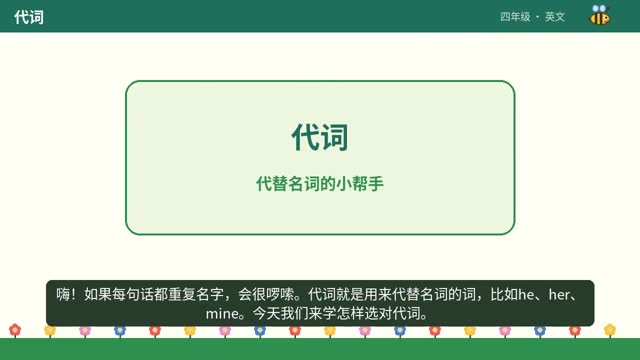 代词
四年级 · 英文
代词
代替名词的小帮手
嗨！如果每句话都重复名字，会很啰嗦。代词就是用来代替名词的词，比如he、her、
mine。今天我们来学怎样选对代词。